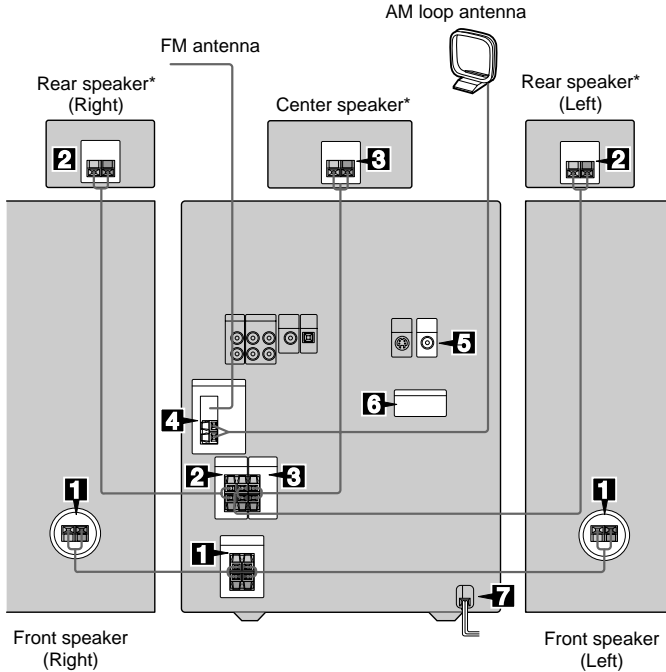 AM loop antenna
FM antenna
Rear speaker*
(Right)
Center speaker*
Rear speaker*
(Left)
2
3
2
5
6
4
2
3
1
1
1
7
Front speaker
(Right)
Front speaker
(Left)